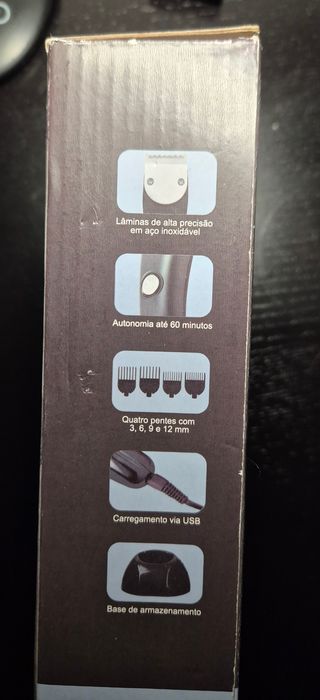 Lâminas de alta precisão
em aço inoxidável
Autonomia até 60 minutos
Quatro pentes com
3, 6, 9 e 12 mm
Carregamento via USB
Base de armazenamento